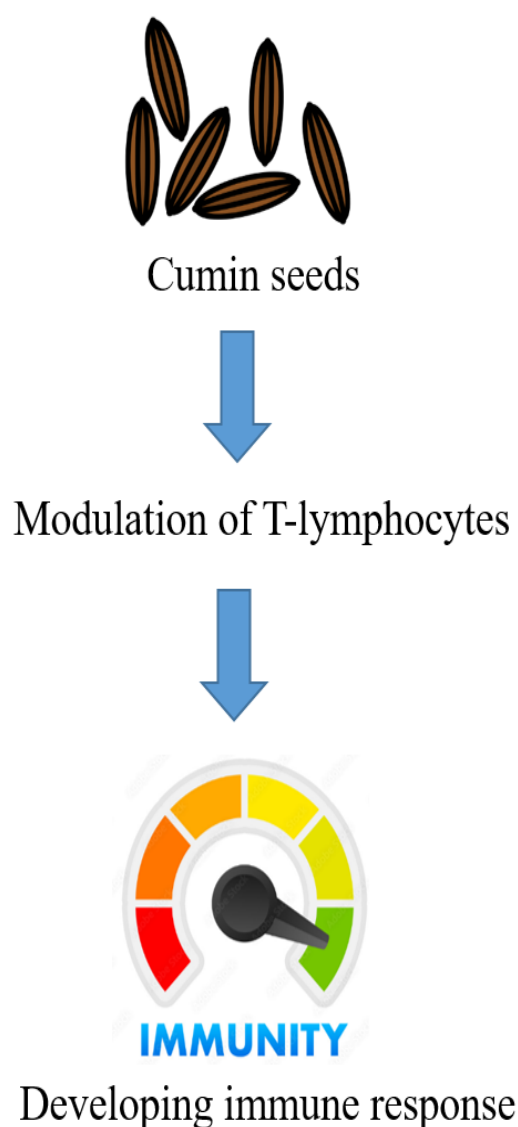 Cumin seeds
Modulation of T-lymphocytes
IMMUNITY
Developing immune response